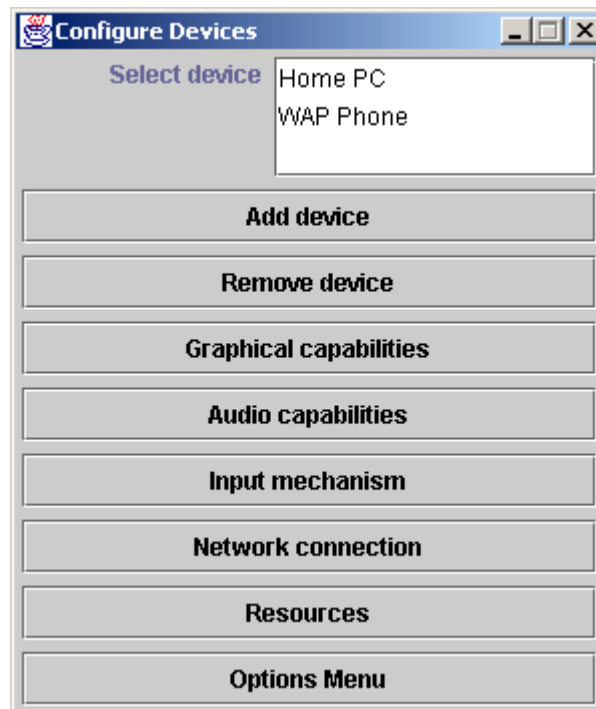 Configure Devices
Select device
Home PC
WAP Phone
Add device
Remove device
Graphical capabilities
Audio capabilities
Input mechanism
Network connection
Resources
Options Menu